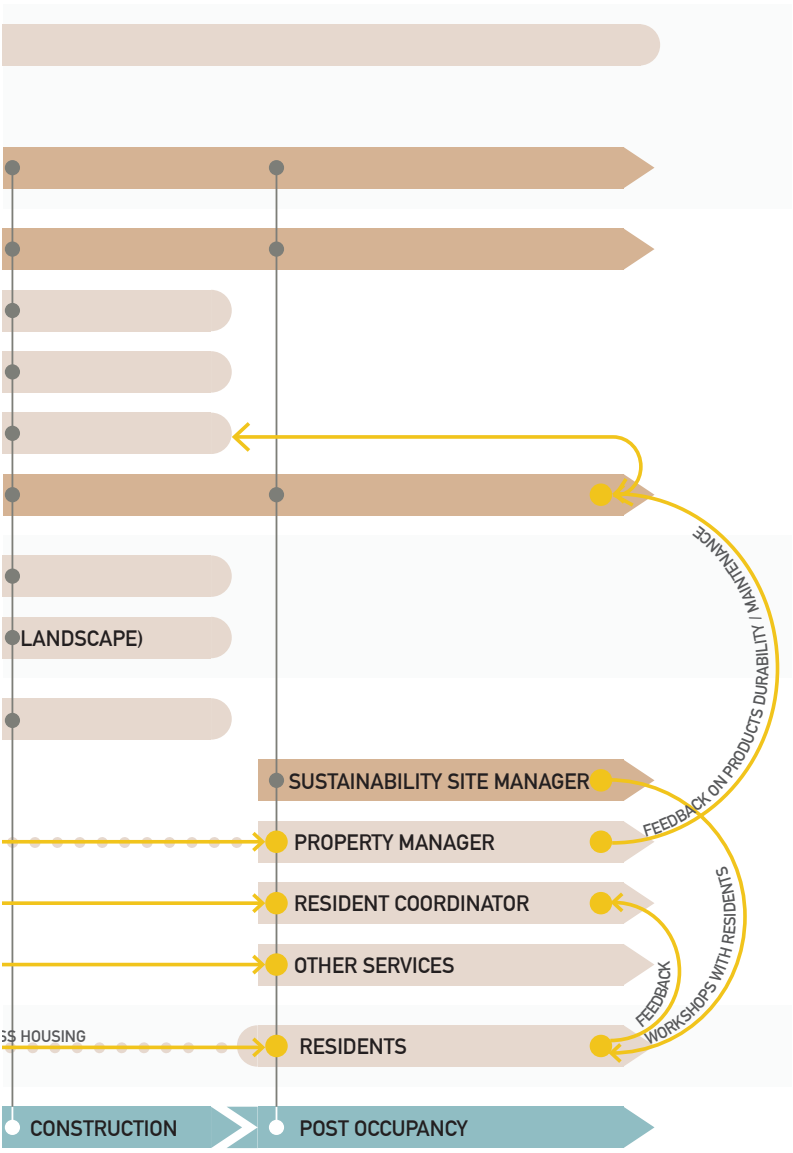 LANDSCAPE)
FEEDBACK ON PRODUCTS DURABILITY / MAINTENANCE
SUSTAINABILITY SITE MANAGER
PROPERTY MANAGER
RESIDENT COORDINATOR
WORKSHOPS WITH RESIDENTS
OTHER SERVICES
FEEDBACK
SS HOUSING
RESIDENTS
CONSTRUCTION
POST OCCUPANCY